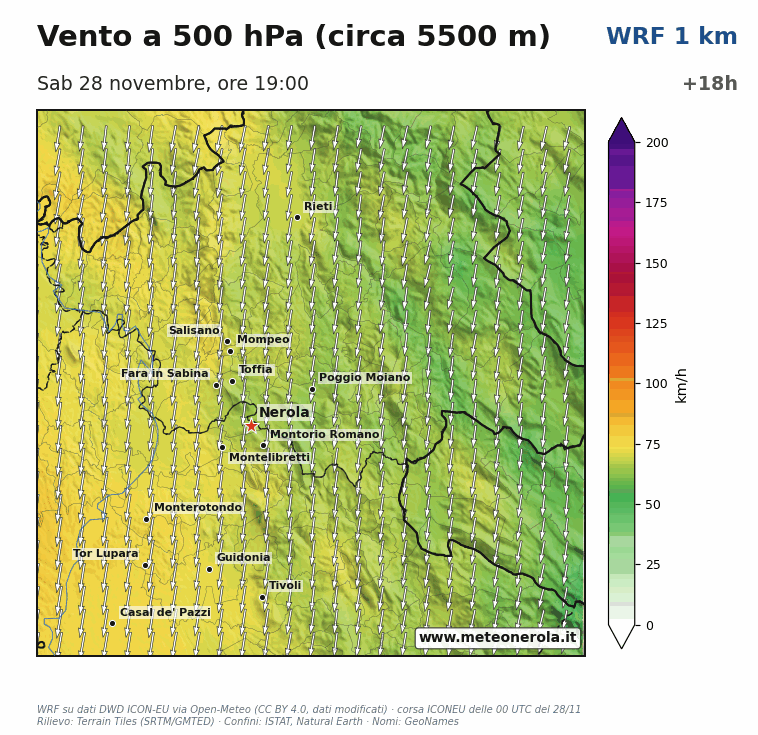 Vento a 500 hPa (circa 5500 m)
WRF 1 km
Sab 28 novembre, ore 19:00
+18h
200
175
150
125
100
75
50
25
0
km/h
Rieti
Salisano
Mompeo
Toffia
Fara in Sabina
Poggio Moiano
Nerola
Montorio Romano
Montelibretti
Monterotondo
Tor Lupara
Guidonia
Tivoli
Casal de' Pazzi
www.meteonerola.it
WRF su dati DWD ICON-EU via Open-Meteo (CC BY 4.0, dati modificati) · corsa ICONEU delle 00 UTC del 28/11
Rilievo: Terrain Tiles (SRTM/GMTED) · Confini: ISTAT, Natural Earth · Nomi: GeoNames